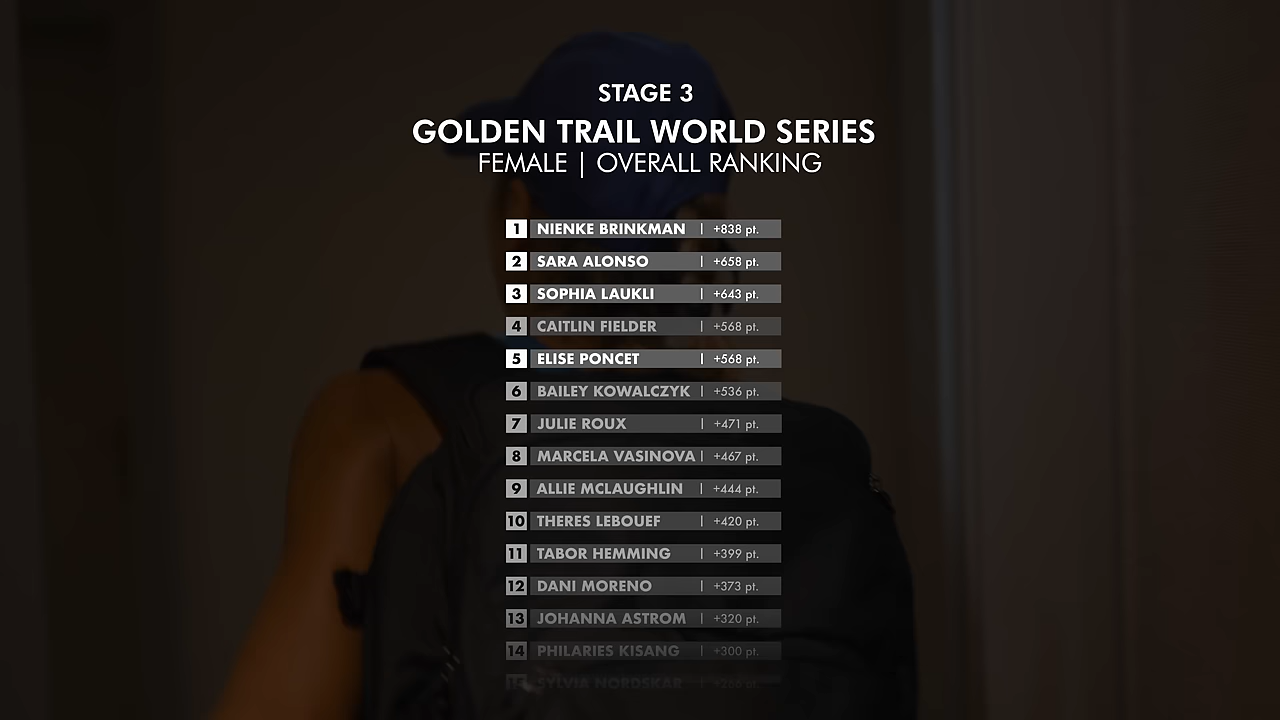 STAGE 3
GOLDEN TRAIL WORLD SERIES
FEMALE | OVERALL RANKING
1 NIENKE BRINKMAN | +838 pt.
2 SARA ALONSO | +658 pt.
3 SOPHIA LAUKLI | +643 pt.
4 CAITLIN FIELDER | +568 pt.
5 ELISE PONCET | +568 pt.
6 BAILEY KOWALCZYK | +536 pt.
7 JULIE ROUX | +471 pt.
8 MARCELA VASINOVA | +467 pt.
9 ALLIE MCLAUGHLIN | +444 pt.
10 THERES LEBOUEF | +420 pt.
11 TABOR HEMMING | +399 pt.
12 DANI MORENO | +373 pt.
13 JOHANNA ASTROM | +320 pt.
14 PHILARIES KISANG | +300 pt.
SYLVIA NORDSKAR